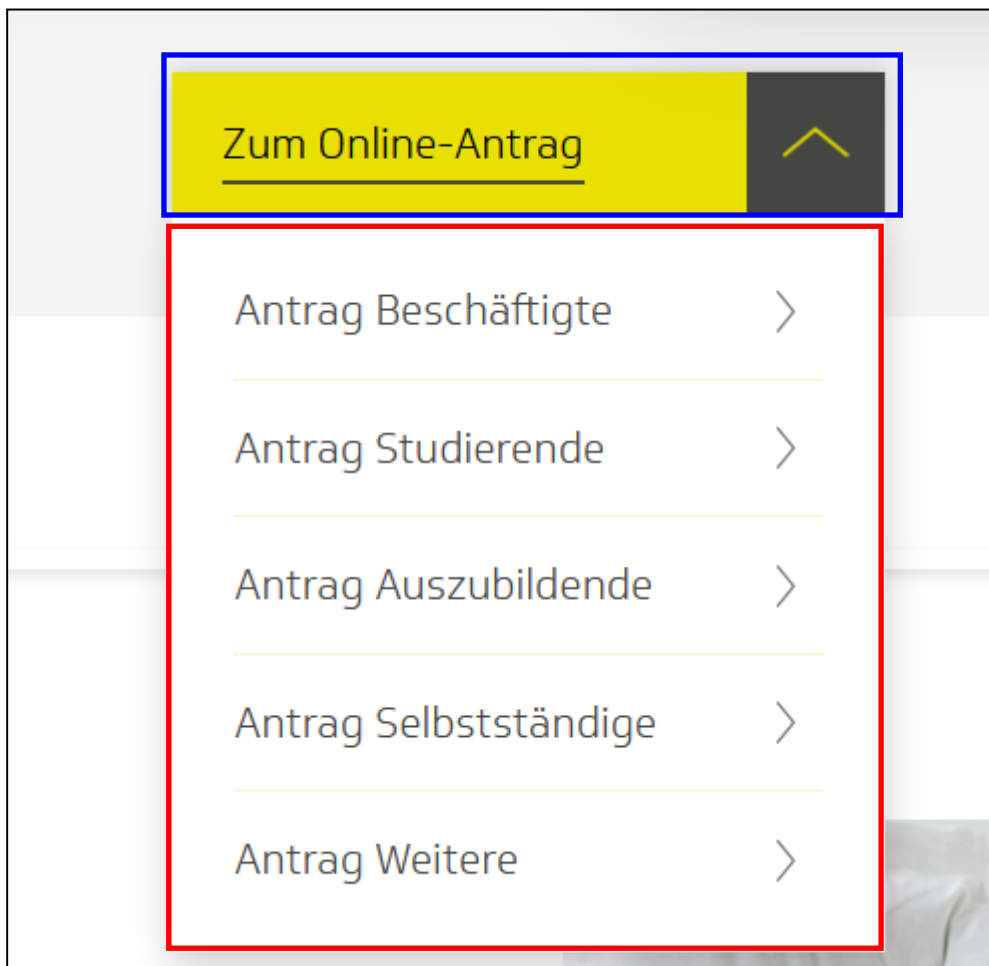 Zum Online-Antrag
Antrag Beschäftigte
Antrag Studierende
Antrag Auszubildende
Antrag Selbstständige
Antrag Weitere